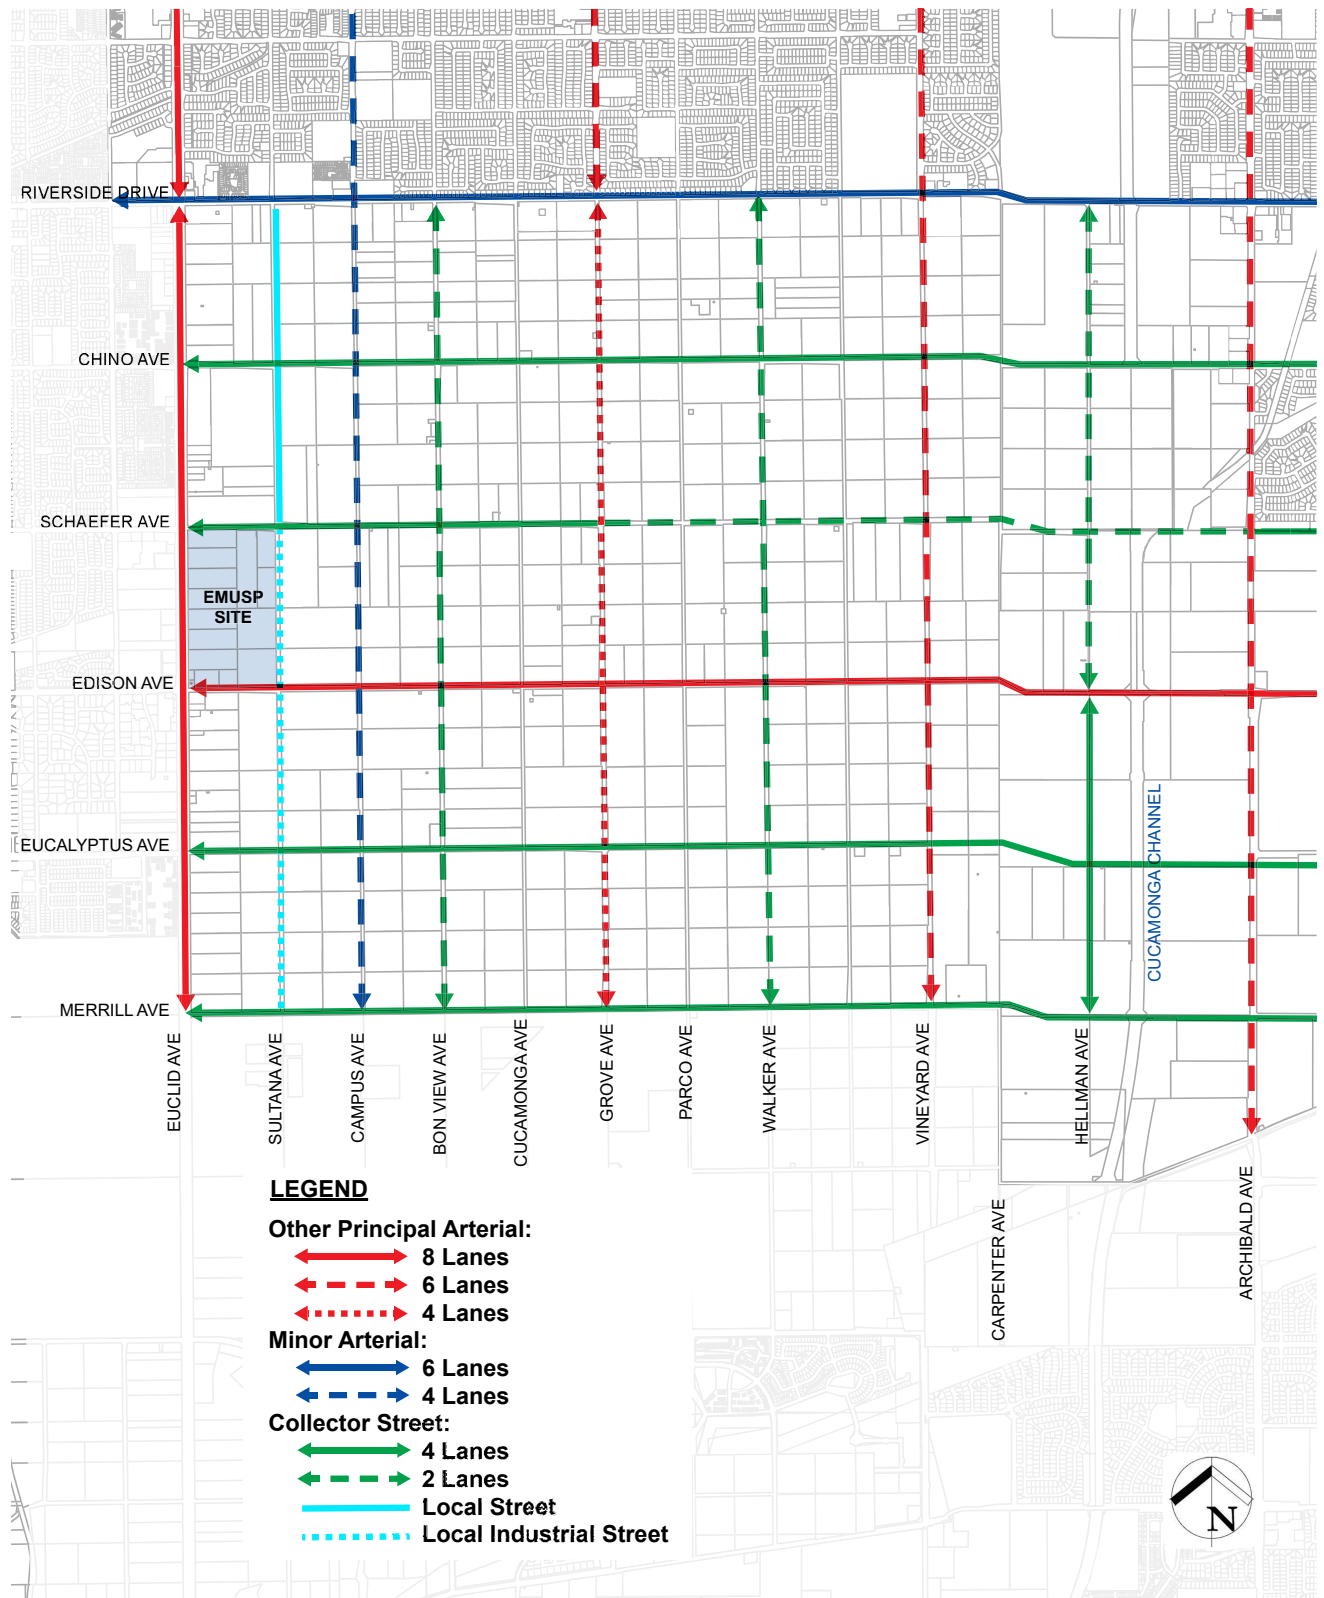 RIVERSIDE DRIVE
CHINO AVE
SCHAEFER AVE
EMUSP
SITE
EDISON AVE
EUCALYPTUS AVE
CUCAMONGA CHANNEL
MERRILL AVE
EUCLID AVE
SULTANA AVE
CAMPUS AVE
BON VIEW AVE
CUCAMONGA AVE
GROVE AVE
PARCO AVE
WALKER AVE
VINEYARD AVE
CARPENTER AVE
HELLMAN AVE
ARCHIBALD AVE
LEGEND
Other Principal Arterial:
8 Lanes
6 Lanes
4 Lanes
Minor Arterial:
6 Lanes
4 Lanes
Collector Street:
4 Lanes
2 Lanes
Local Street
Local Industrial Street
N